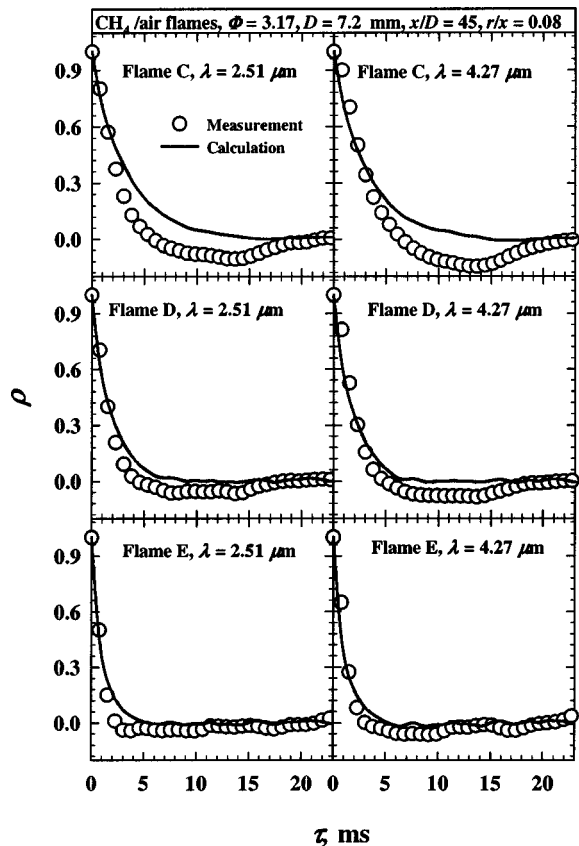 CH₄ /air flames, Φ = 3.17, D = 7.2 mm, x/D = 45, r/x = 0.08
Flame C, λ = 2.51 μm
Flame C, λ = 4.27 μm
Measurement
Calculation
0.9
0.6
0.3
0.0
Flame D, λ = 2.51 μm
Flame D, λ = 4.27 μm
0.9
0.6
0.3
0.0
ρ
Flame E, λ = 2.51 μm
Flame E, λ = 4.27 μm
0.9
0.6
0.3
0.0
0 5 10 15 20 0 5 10 15 20
τ, ms